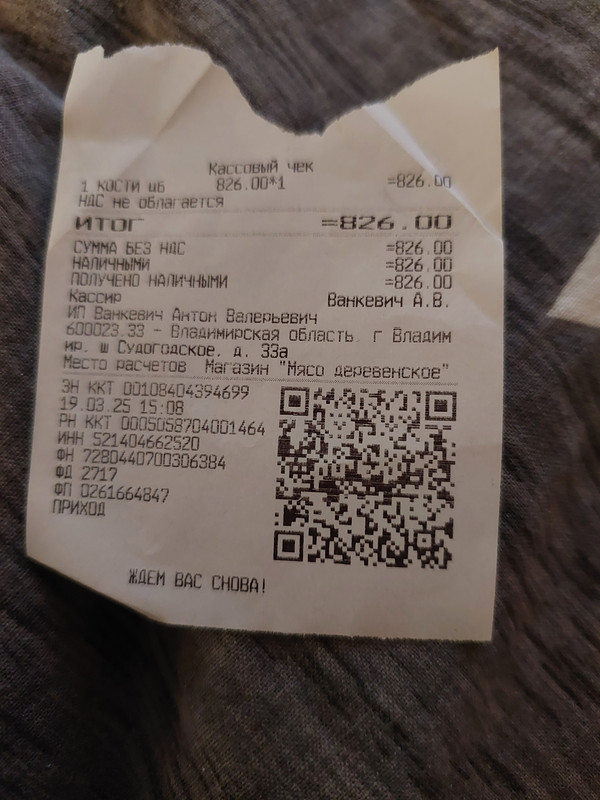 Кассовый чек
1 КОСТИ ЦБ 826.00*1 =826.00
НДС не облагается
ИТОГ =826.00
СУММА БЕЗ НДС =826.00
НАЛИЧНЫМИ =826.00
ПОЛУЧЕНО НАЛИЧНЫМИ =826.00
Кассир Ванкевич А.В.
ИП Ванкевич Антон Валерьевич
600023,33 - Владимирская область, г Владим
ир, ш Судогодское, д. 33а
Место расчетов Магазин "Мясо деревенское"
ЗН ККТ 00108404394699
19.03.25 15:08
РН ККТ 0005058704001464
ИНН 521404662520
ФН 7280440700306384
ФД 2717
ФП 0261664847
ПРИХОД
ЖДЕМ ВАС СНОВА!